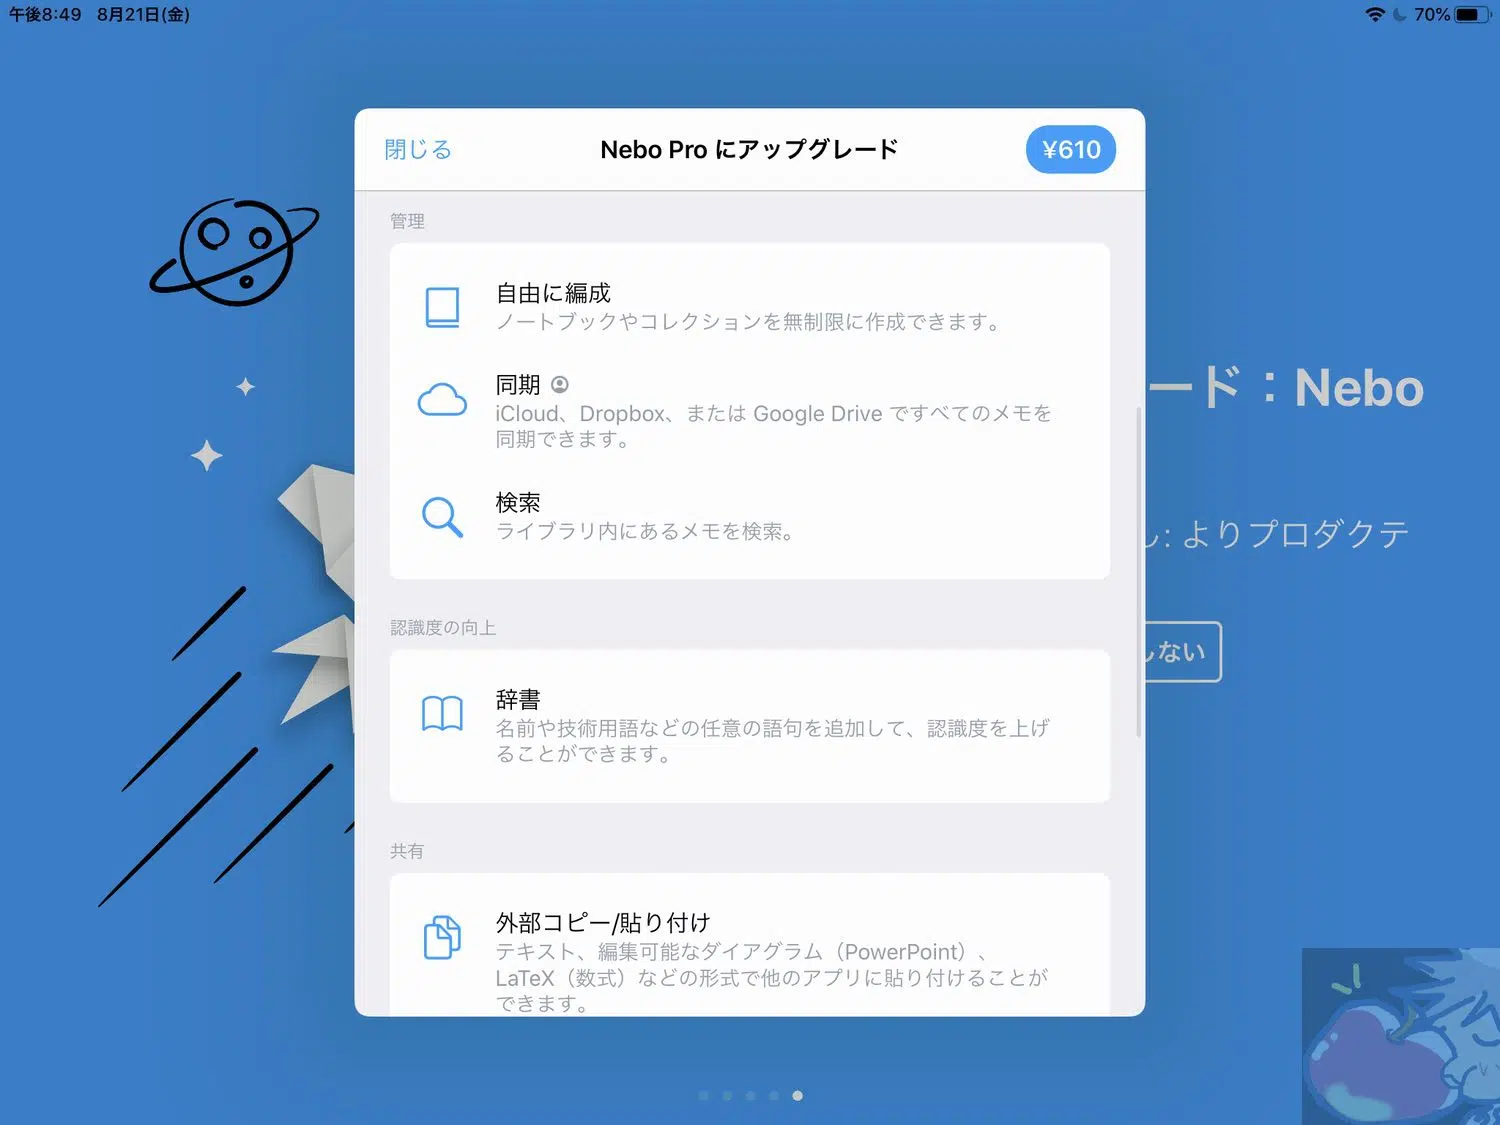 午後8:49 8月21日(金)
70%
閉じる
Nebo Pro にアップグレード
¥610
管理
自由に編成
ノートブックやコレクションを無制限に作成できます。
同期
iCloud、Dropbox、または Google Drive ですべてのメモを
同期できます。
検索
ライブラリ内にあるメモを検索。
認識度の向上
辞書
名前や技術用語などの任意の語句を追加して、認識度を上げ
ることができます。
共有
外部コピー/貼り付け
テキスト、編集可能なダイアグラム（PowerPoint）、
LaTeX（数式）などの形式で他のアプリに貼り付けることが
できます。
ード：Nebo
し: よりプロダクテ
しない